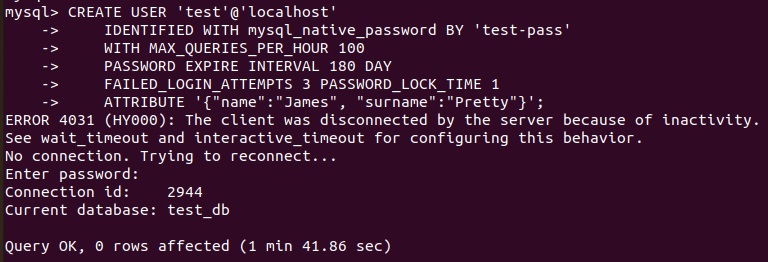 mysql> CREATE USER 'test'@'localhost'
    ->     IDENTIFIED WITH mysql_native_password BY 'test-pass'
    ->     WITH MAX_QUERIES_PER_HOUR 100
    ->     PASSWORD EXPIRE INTERVAL 180 DAY
    ->     FAILED_LOGIN_ATTEMPTS 3 PASSWORD_LOCK_TIME 1
    ->     ATTRIBUTE '{"name":"James", "surname":"Pretty"}';
ERROR 4031 (HY000): The client was disconnected by the server because of inactivity.
See wait_timeout and interactive_timeout for configuring this behavior.
No connection. Trying to reconnect...
Enter password:
Connection id:    2944
Current database: test_db

Query OK, 0 rows affected (1 min 41.86 sec)